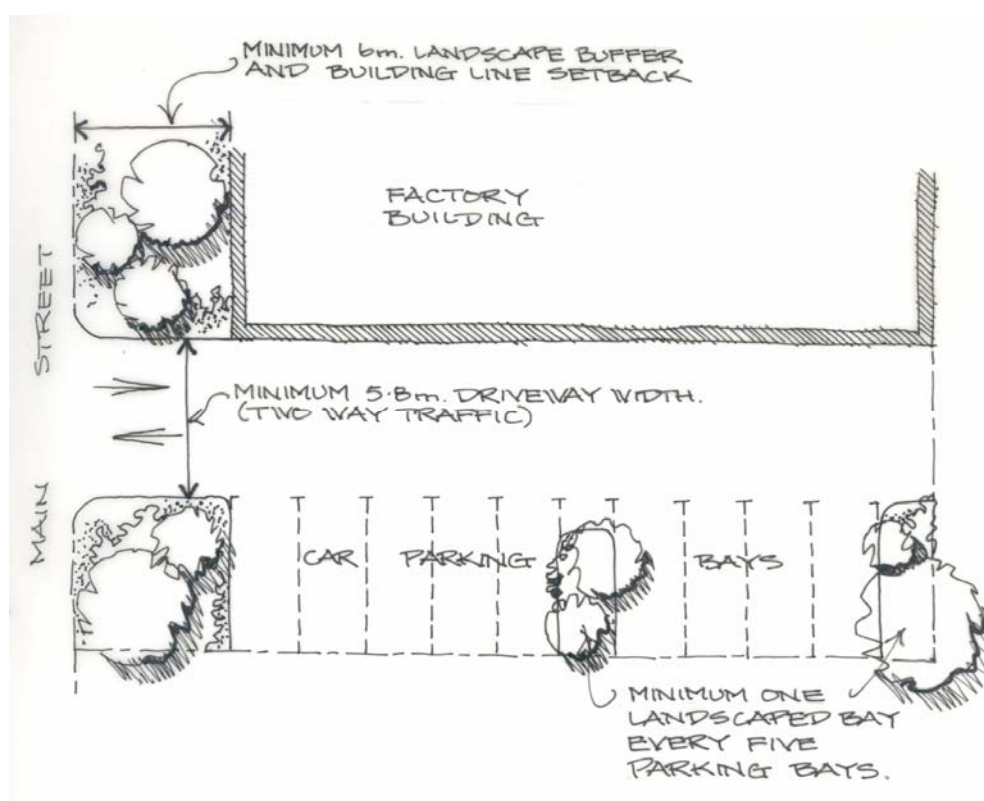 MINIMUM 6m. LANDSCAPE BUFFER
AND BUILDING LINE SETBACK
FACTORY
BUILDING
MAIN STREET
MINIMUM 5.8m. DRIVEWAY WIDTH.
(TWO WAY TRAFFIC)
CAR PARKING BAYS
MINIMUM ONE
LANDSCAPED BAY
EVERY FIVE
PARKING BAYS.